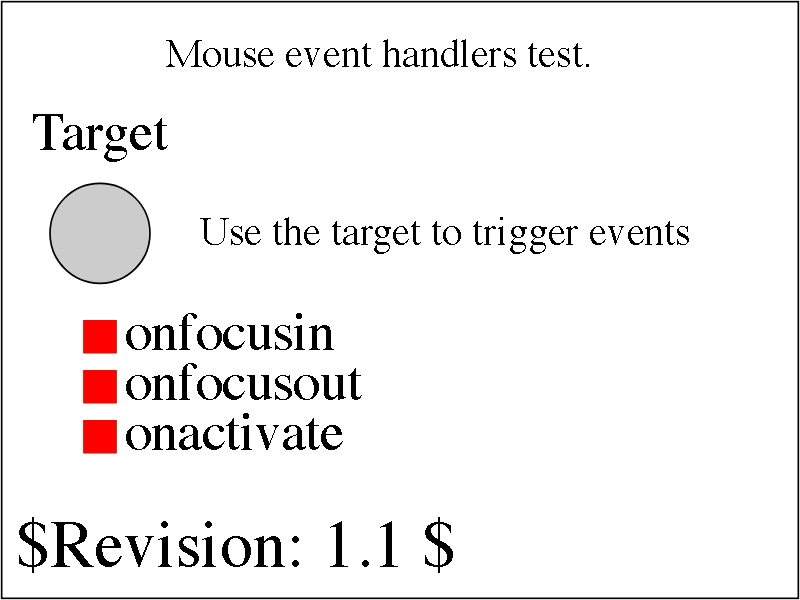 Mouse event handlers test.
Target
Use the target to trigger events
onfocusin
onfocusout
onactivate
$Revision: 1.1 $